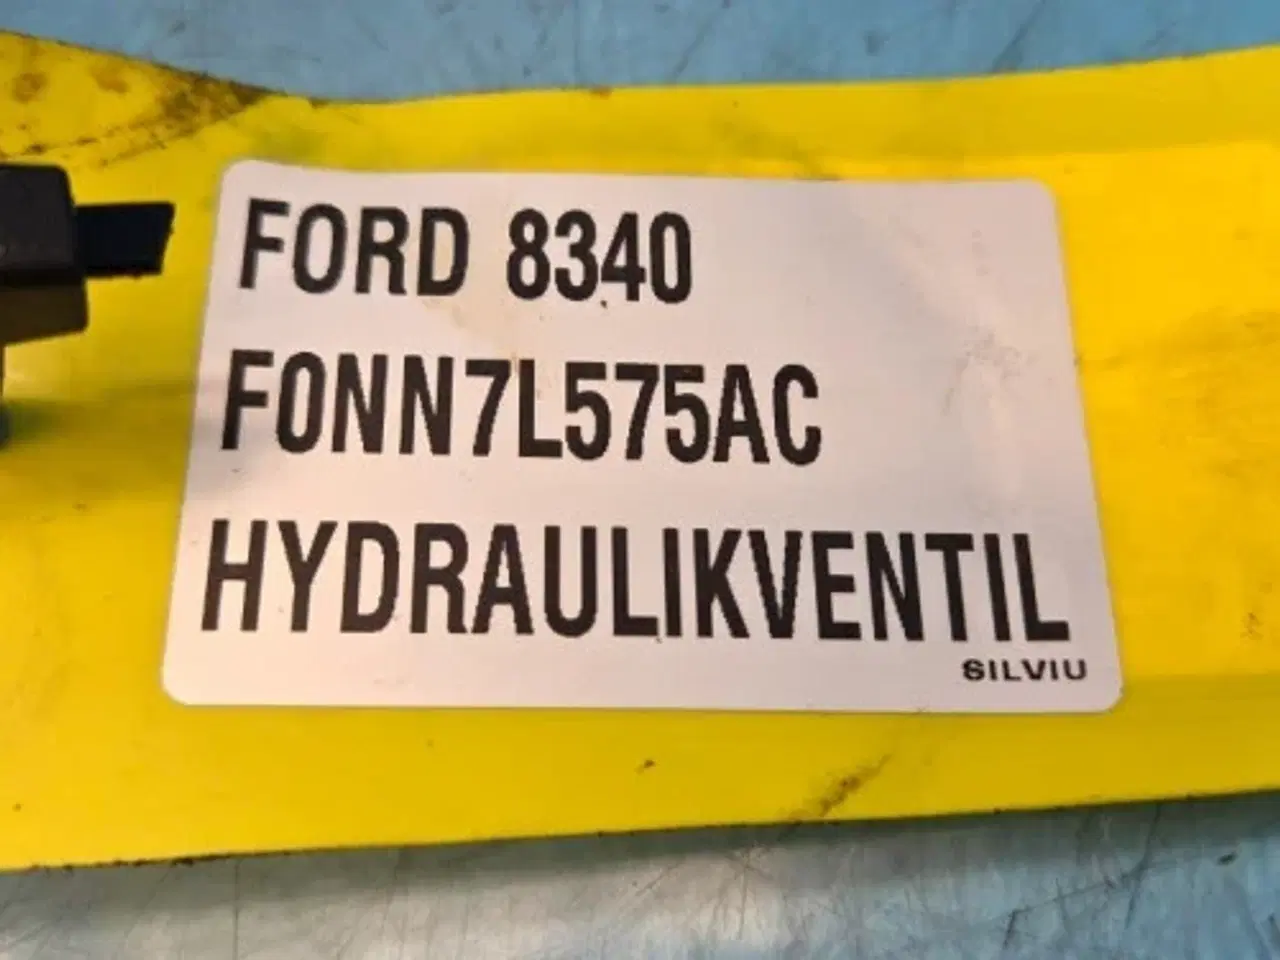 FORD 8340
F0NN7L575AC
HYDRAULIKVENTIL
SILVIU